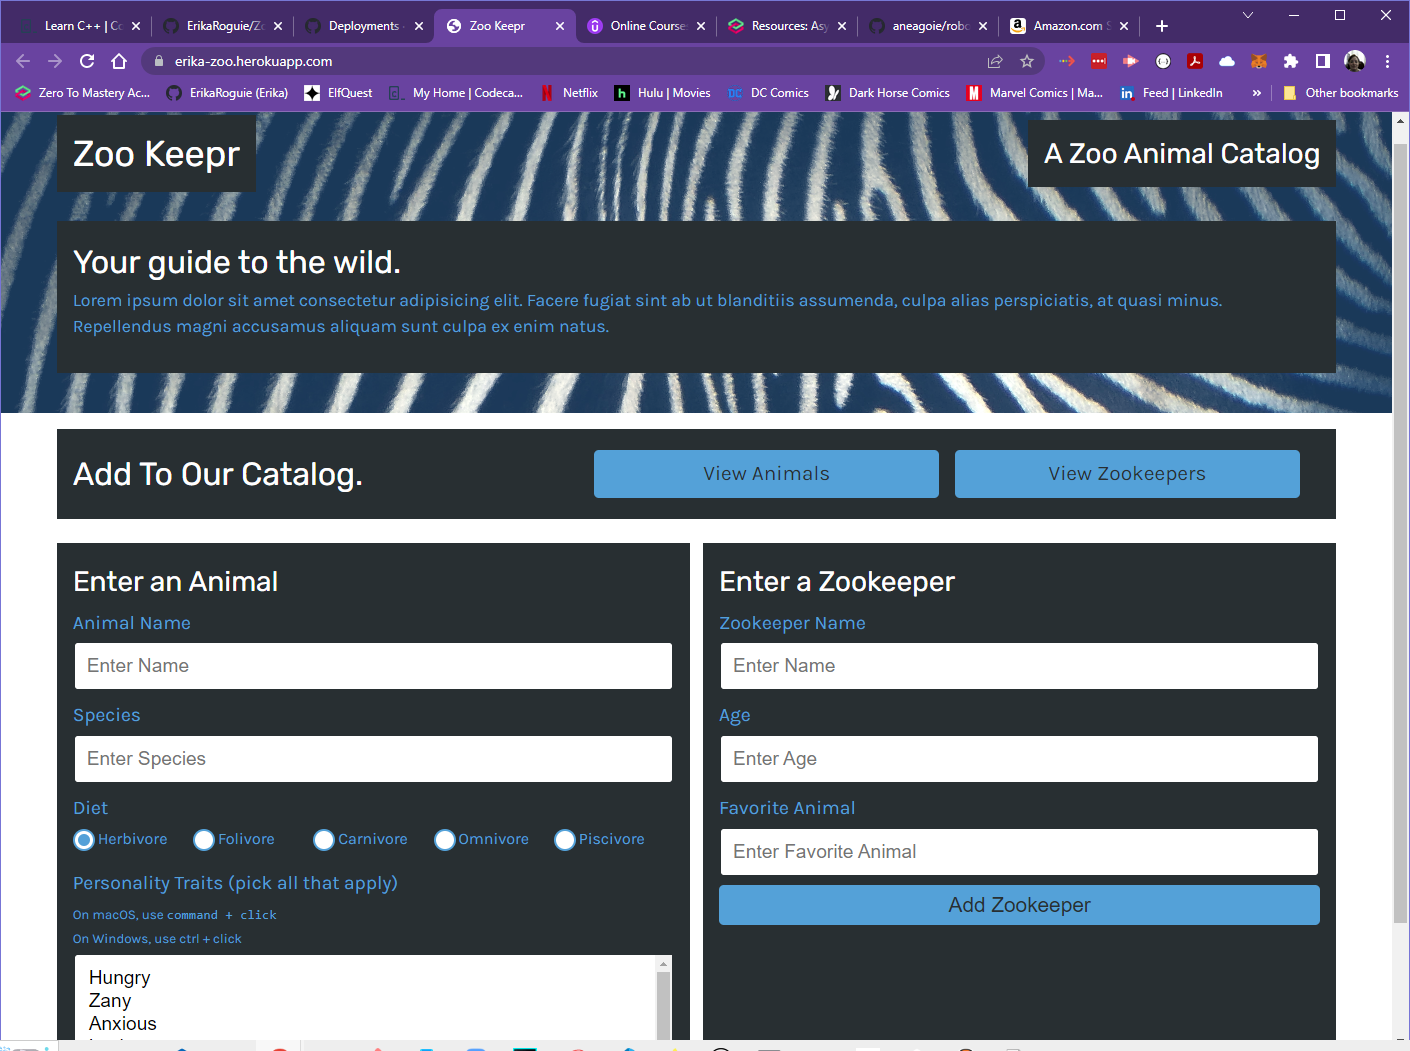 Learn C++ | Co
ErikaRoguie/Zo
Deployments
Zoo Keepr
Online Course
Resources: Asy
aneagoie/robo
Amazon.com S
erika-zoo.herokuapp.com
Zero To Mastery Ac...
ErikaRoguie (Erika)
ElfQuest
My Home | Codeca...
Netflix
Hulu | Movies
DC Comics
Dark Horse Comics
Marvel Comics | Ma...
Feed | LinkedIn
»
Other bookmarks
Zoo Keepr
A Zoo Animal Catalog
Your guide to the wild.
Lorem ipsum dolor sit amet consectetur adipisicing elit. Facere fugiat sint ab ut blanditiis assumenda, culpa alias perspiciatis, at quasi minus.
Repellendus magni accusamus aliquam sunt culpa ex enim natus.
Add To Our Catalog.
View Animals
View Zookeepers
Enter an Animal
Animal Name
Enter Name
Species
Enter Species
Diet
Herbivore Folivore Carnivore Omnivore Piscivore
Personality Traits (pick all that apply)
On macOS, use command + click
On Windows, use ctrl + click
Hungry
Zany
Anxious
Enter a Zookeeper
Zookeeper Name
Enter Name
Age
Enter Age
Favorite Animal
Enter Favorite Animal
Add Zookeeper